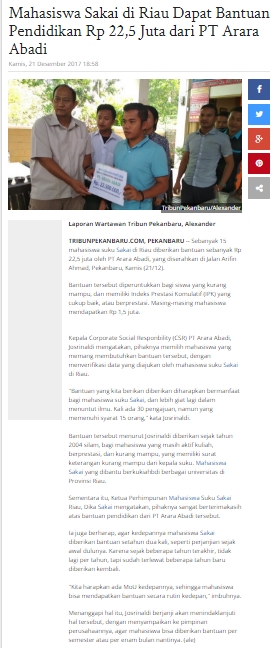 Mahasiswa Sakai di Riau Dapat Bantuan
Pendidikan Rp 22,5 Juta dari PT Arara
Abadi
Kamis, 21 Desember 2017 18:58
TribunPekanbaru/Alexander
Laporan Wartawan Tribun Pekanbaru, Alexander
TRIBUNPEKANBARU.COM, PEKANBARU – Sebanyak 15
mahasiswa suku Sakai di Riau diberikan bantuan sebanyak Rp
22,5 juta oleh PT Arara Abadi, yang diserahkan di Jalan Arifin
Ahmad, Pekanbaru, Kamis (21/12).
Bantuan tersebut diperuntukkan bagi siswa yang kurang
mampu, dan memiliki Indeks Prestasi Kumulatif (IPK) yang
cukup baik, atau berprestasi. Masing-masing mahasiswa
mendapatkan Rp 1,5 juta.
Kepala Corporate Social Responbility (CSR) PT Arara Abadi,
Josrinaldi mengatakan, pihaknya memilih mahasiswa yang
memang membutuhkan bantuan tersebut, dengan
menverifikasi data yang diajukan oleh mahasiswa suku Sakai
di Riau.
"Bantuan yang kita berikan diberikan diharapkan bermanfaat
bagi mahasiswa suku Sakai, dan lebih giat lagi dalam
menuntut ilmu. Kali ada 30 pengajuan, namun yang
memenuhi syarat 15 orang," kata Josrinaldi.
Bantuan tersebut menurut Josrinaldi diberikan sejak tahun
2004 silam, bagi mahasiswa yang masih aktif kuliah,
berprestasi, dan kurang mampu, yang memiliki surat
keterangan kurang mampu dari kepala suku. Mahasiswa
Sakai yang dibantu berkuliahdi berbagai universitas di
Provinsi Riau.
Sementara itu, Ketua Perhimpunan Mahasiswa Suku Sakai
Riau, Dika Sakai mengatakan, pihaknya sangat berterimakasih
atas bantuan pendidikan dari PT Arara Abadi tersebut.
Ia juga berharap, agar kedepannya mahasiswa Sakai
diberikan bantuan setahun dua kali, seperti perjanjian sejak
awal dulunya. Karena sejak beberapa tahun terakhir, tidak
lagi per tahun, tapi sudah terlewat beberapa tahun baru
diberikan kembali.
"Kita harapkan ada MoU kedepannya, sehingga mahasiswa
bisa mendapatkan bantuan secara rutin kedepan," imbuhnya.
Menanggapi hal itu, Josrinaldi berjanji akan menindaklanjuti
hal tersebut, dengan menyampaikan ke pimpinan
perusahaannya, agar mahasiswa bisa diberikan bantuan per
semester atau per enam bulan nantinya. (ale)